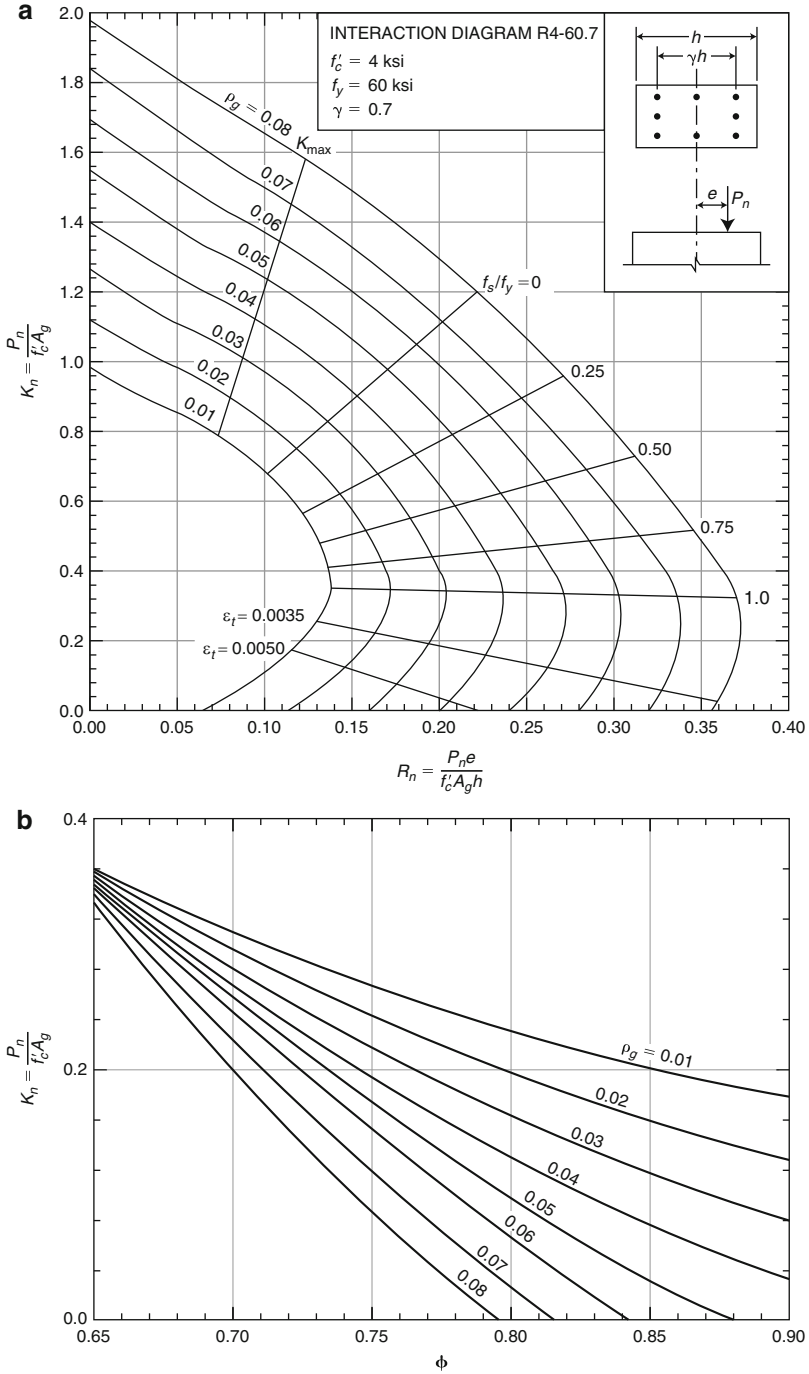 a
INTERACTION DIAGRAM R4-60.7
f′c = 4 ksi
fy = 60 ksi
γ = 0.7
h
γh
e
Pn
2.0
1.8
1.6
1.4
1.2
1.0
0.8
0.6
0.4
0.2
0.0
Kn = Pn / f′c Ag
ρg = 0.08
Kmax
0.07
0.06
0.05
0.04
0.03
0.02
0.01
fs/fy = 0
0.25
0.50
0.75
1.0
εt = 0.0035
εt = 0.0050
0.00 0.05 0.10 0.15 0.20 0.25 0.30 0.35 0.40
Rn = Pn e / f′c Ag h
b
0.4
0.2
0.0
Kn = Pn / f′c Ag
ρg = 0.01
0.02
0.03
0.04
0.05
0.06
0.07
0.08
0.65 0.70 0.75 0.80 0.85 0.90
ϕ